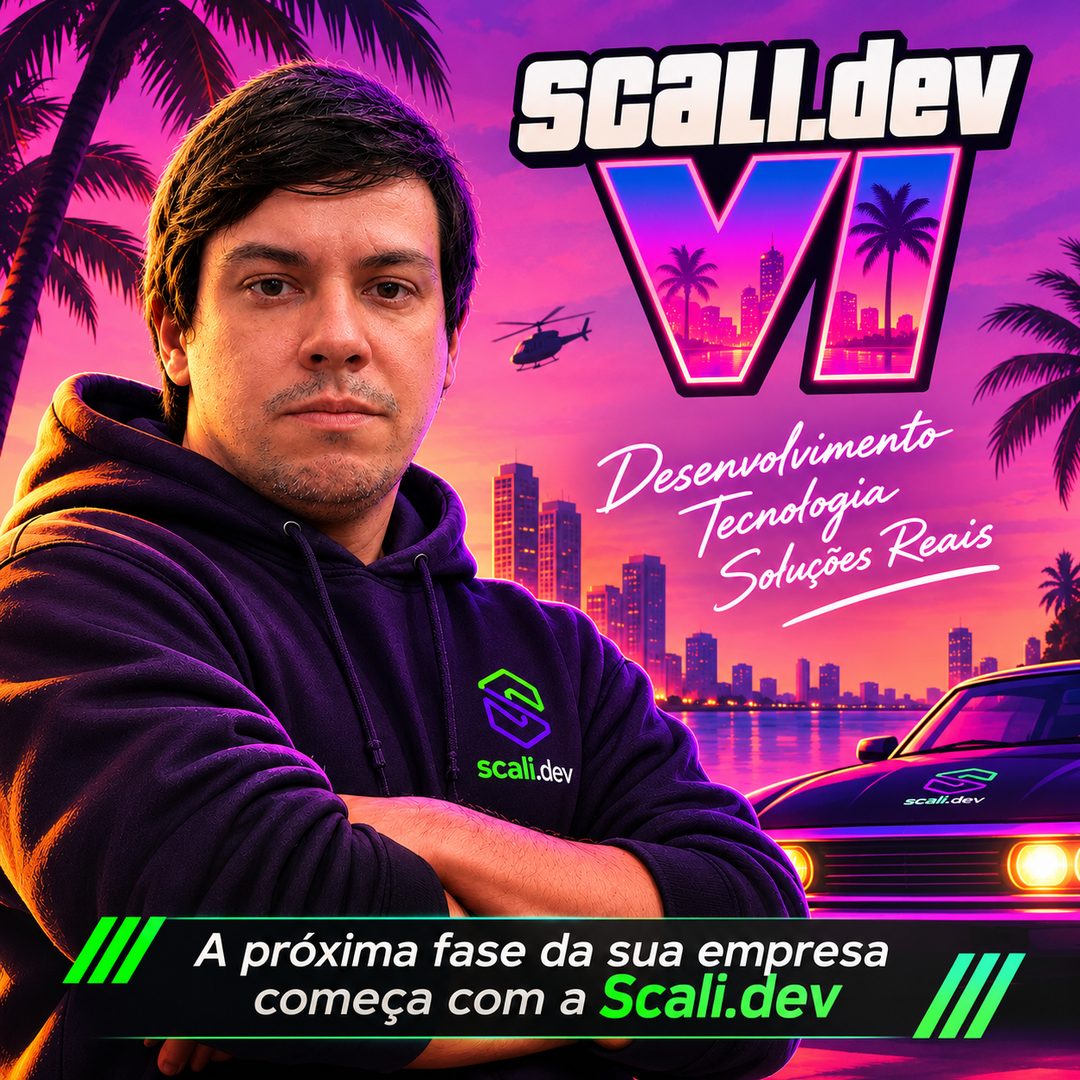 scali.dev
VI
Desenvolvimento
Tecnologia
Soluções Reais
scali.dev
scali.dev
A próxima fase da sua empresa
começa com a Scali.dev